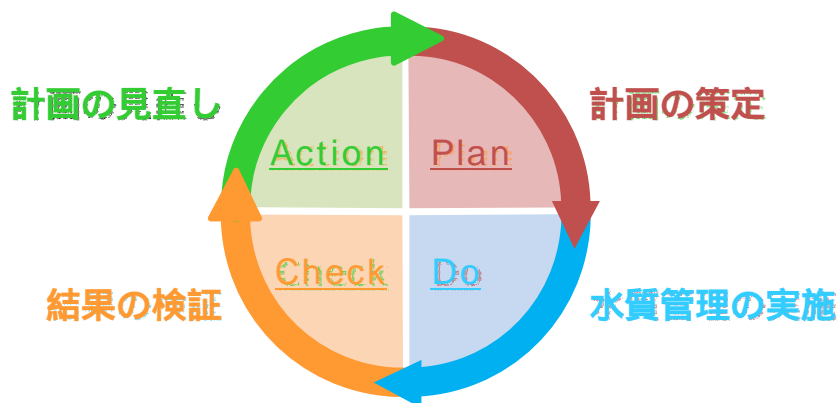 計画の見直し
計画の策定
Action
Plan
Check
Do
結果の検証
水質管理の実施